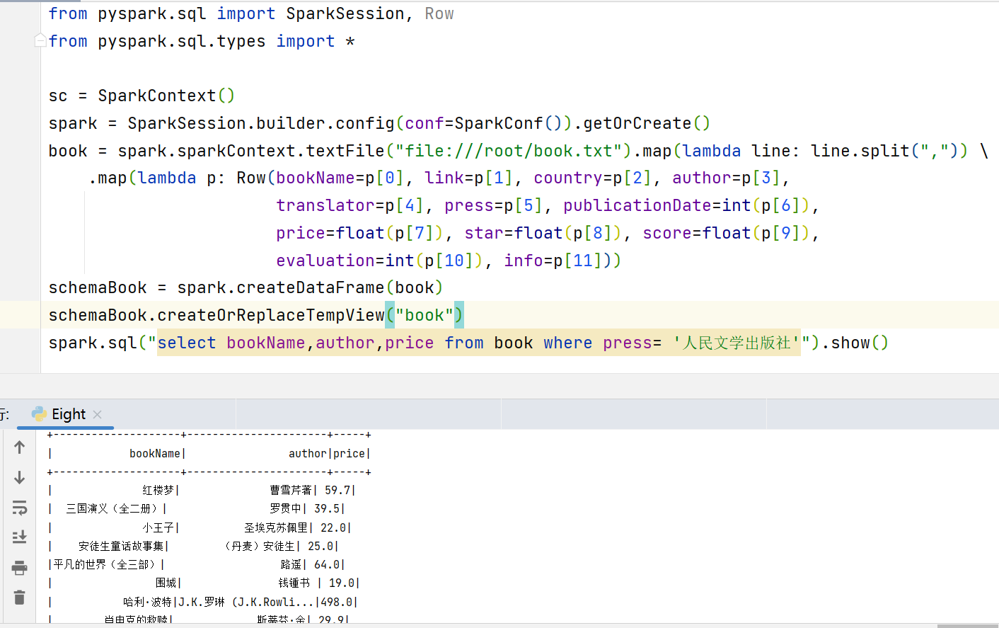 from pyspark.sql import SparkSession, Row
from pyspark.sql.types import *
sc = SparkContext()
spark = SparkSession.builder.config(conf=SparkConf()).getOrCreate()
book = spark.sparkContext.textFile("file:///root/book.txt").map(lambda line: line.split(",")) \
.map(lambda p: Row(bookName=p[0], link=p[1], country=p[2], author=p[3],
translator=p[4], press=p[5], publicationDate=int(p[6]),
price=float(p[7]), star=float(p[8]), score=float(p[9]),
evaluation=int(p[10]), info=p[11]))
schemaBook = spark.createDataFrame(book)
schemaBook.createOrReplaceTempView("book")
spark.sql("select bookName,author,price from book where press= '人民文学出版社'").show()
行: Eight
+--------------------+----------------------+-----+
| bookName| author|price|
+--------------------+----------------------+-----+
| 红楼梦| 曹雪芹著| 59.7|
| 三国演义（全二册）| 罗贯中| 39.5|
| 小王子| 圣埃克苏佩里| 22.0|
| 安徒生童话故事集| （丹麦）安徒生| 25.0|
|平凡的世界（全三部）| 路遥| 64.0|
| 围城| 钱锺书 | 19.0|
| 哈利·波特|J.K.罗琳 (J.K.Rowli...|498.0|
| 肖申克的救赎| 斯蒂芬·金| 29.9|